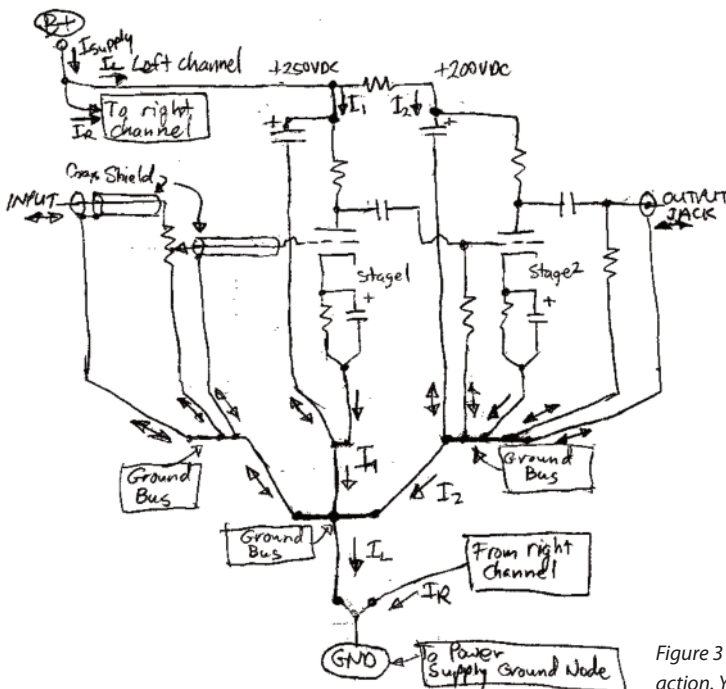 B+
Isupply
IL Left channel
+250VDC
+200VDC
To right
channel
IR
I1
I2
+
+
Coax Shield
INPUT
OUTPUT
JACK
Stage1
Stage2
+
+
Ground
Bus
I1
Ground
Bus
I2
Ground
Bus
IL
From right
Channel
IR
GND
To Power
Supply Ground Node
Figure 3
action. Y